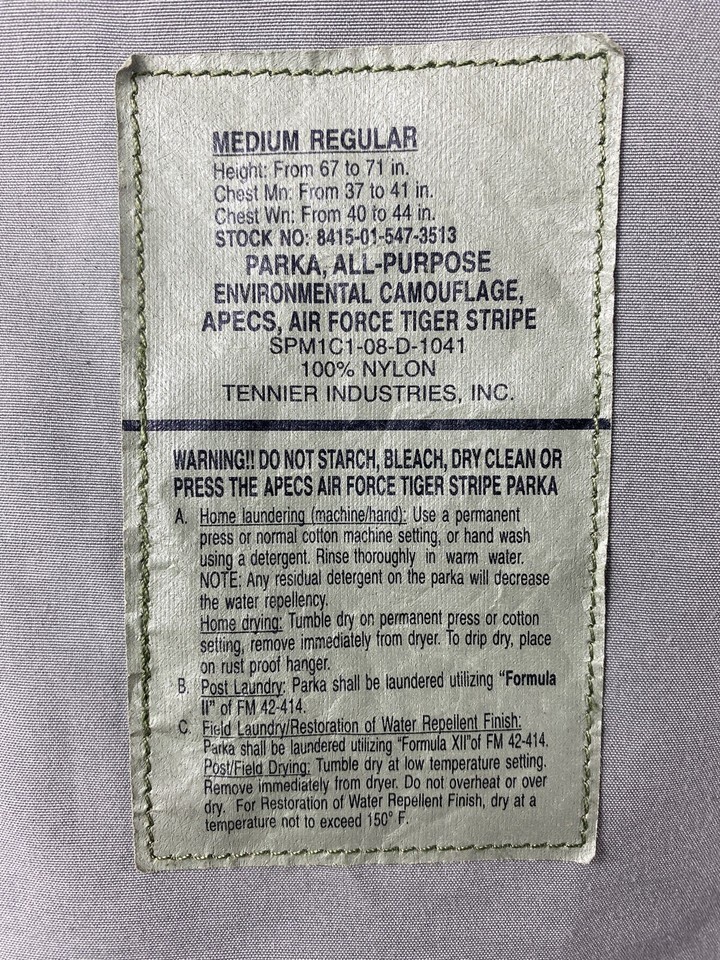 MEDIUM REGULAR
Height: From 67 to 71 in.
Chest Mn: From 37 to 41 in.
Chest Wn: From 40 to 44 in.
STOCK NO: 8415-01-547-3513
PARKA, ALL-PURPOSE
ENVIRONMENTAL CAMOUFLAGE,
APECS, AIR FORCE TIGER STRIPE
SPM1C1-08-D-1041
100% NYLON
TENNIER INDUSTRIES, INC.
WARNING!! DO NOT STARCH, BLEACH, DRY CLEAN OR
PRESS THE APECS AIR FORCE TIGER STRIPE PARKA
A. Home laundering (machine/hand): Use a permanent
press or normal cotton machine setting, or hand wash
using a detergent. Rinse thoroughly in warm water.
NOTE: Any residual detergent on the parka will decrease
the water repellency.
Home drying: Tumble dry on permanent press or cotton
setting, remove immediately from dryer. To drip dry, place
on rust proof hanger.
B. Post Laundry: Parka shall be laundered utilizing "Formula
II" of FM 42-414.
C. Field Laundry/Restoration of Water Repellent Finish:
Parka shall be laundered utilizing "Formula XII"of FM 42-414.
Post/Field Drying: Tumble dry at low temperature setting.
Remove immediately from dryer. Do not overheat or over
dry. For Restoration of Water Repellent Finish, dry at a
temperature not to exceed 150° F.